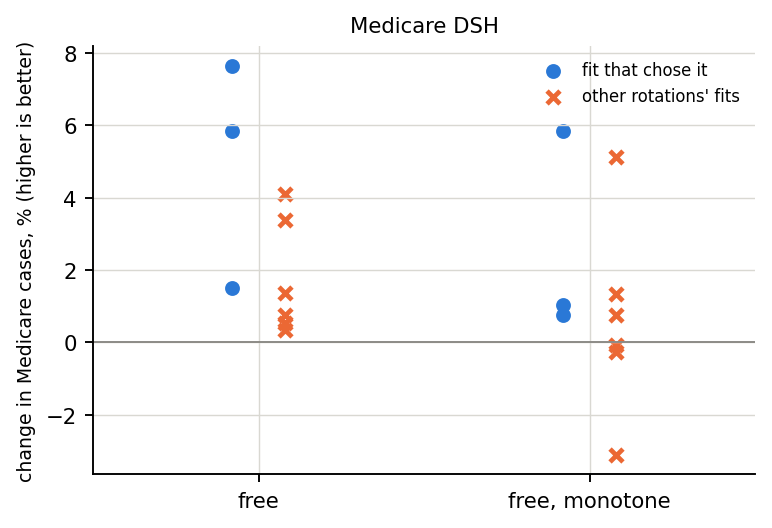 Medicare DSH
change in Medicare cases, % (higher is better)
8
6
4
2
0
−2
fit that chose it
other rotations' fits
free
free, monotone